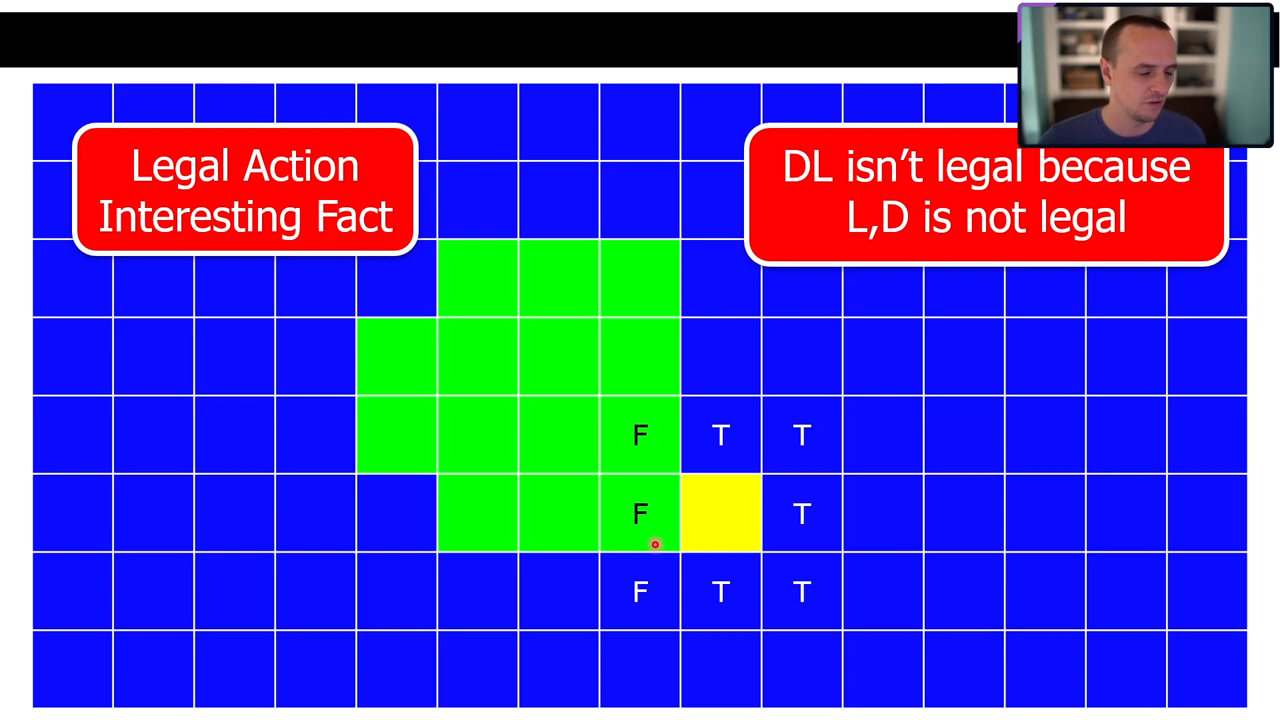 Legal Action
Interesting Fact
DL isn’t legal because
L,D is not legal
F T T
F T
F T T